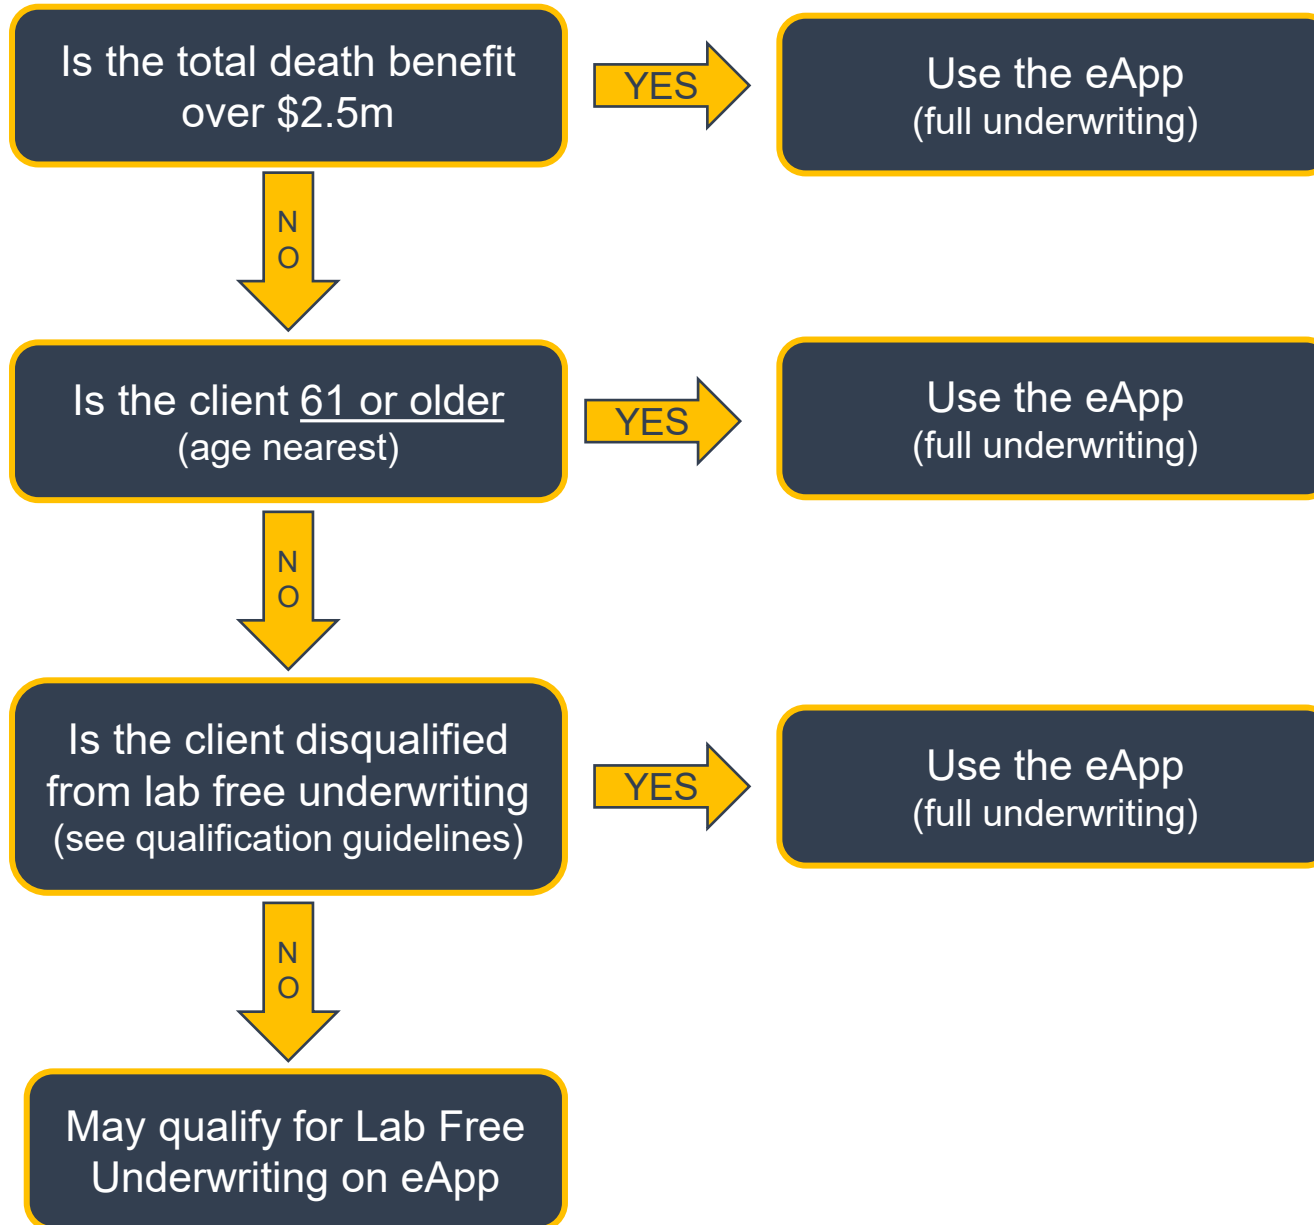 Is the total death benefit
over $2.5m
YES
Use the eApp
(full underwriting)
N
O
Is the client 61 or older
(age nearest)
YES
Use the eApp
(full underwriting)
N
O
Is the client disqualified
from lab free underwriting
(see qualification guidelines)
YES
Use the eApp
(full underwriting)
N
O
May qualify for Lab Free
Underwriting on eApp